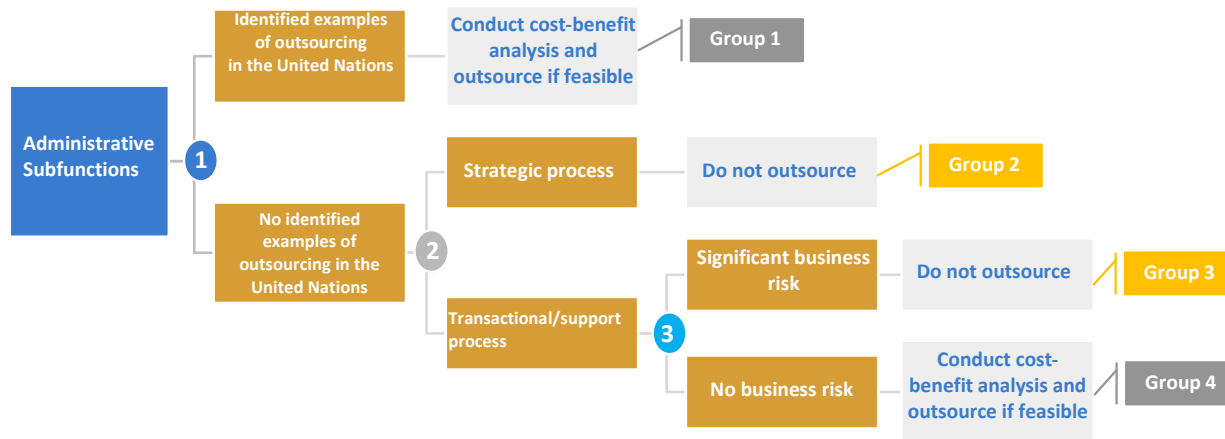 Administrative
Subfunctions
1
Identified examples
of outsourcing
in the United Nations
Conduct cost-benefit
analysis and
outsource if feasible
Group 1
No identified
examples of
outsourcing in the
United Nations
2
Strategic process
Do not outsource
Group 2
Transactional/support
process
3
Significant business
risk
Do not outsource
Group 3
No business risk
Conduct cost-
benefit analysis and
outsource if feasible
Group 4